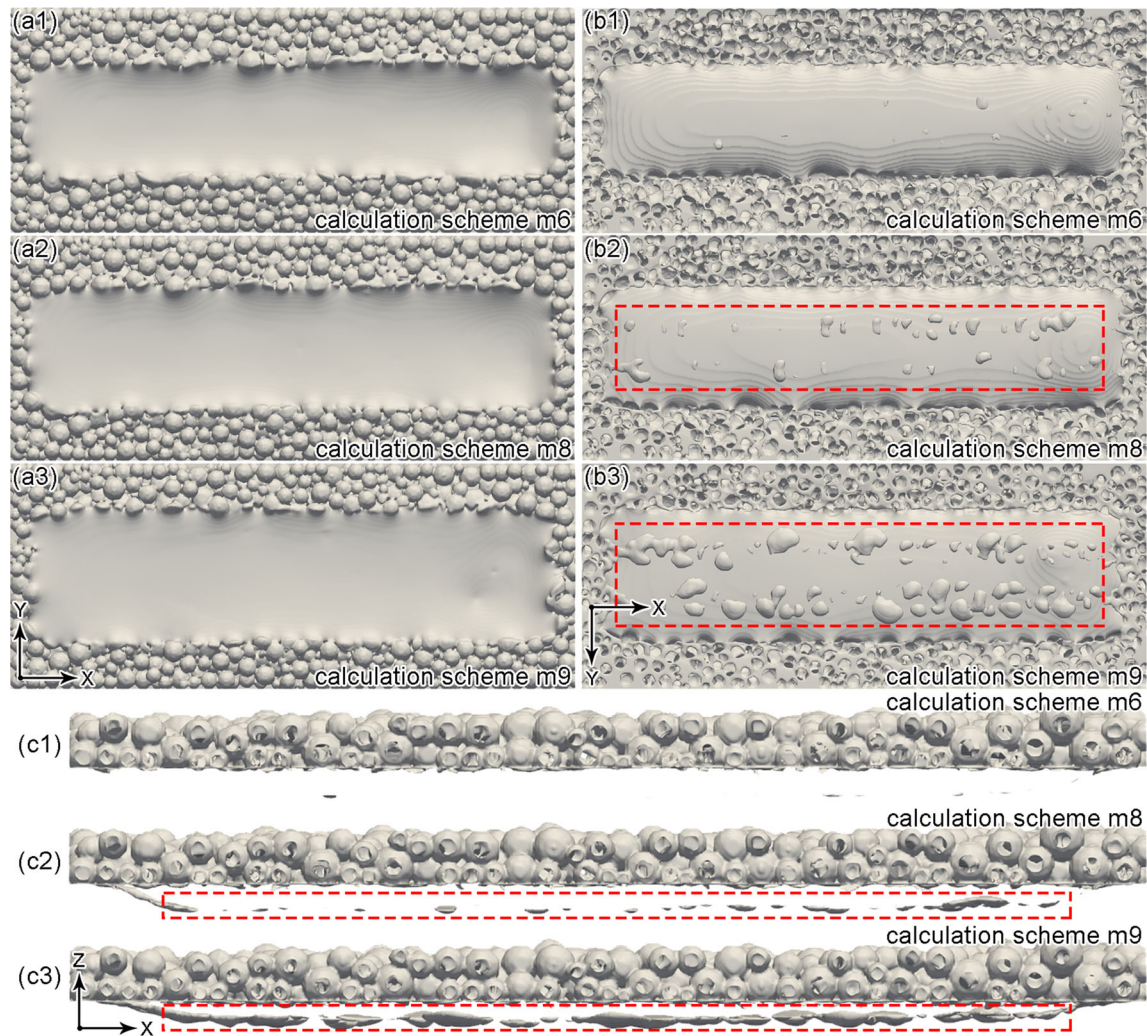 (a1)
calculation scheme m6
(b1)
calculation scheme m6
(a2)
calculation scheme m8
(b2)
calculation scheme m8
(a3)
Y
X
calculation scheme m9
(b3)
X
Y
calculation scheme m9
calculation scheme m6
(c1)
calculation scheme m8
(c2)
calculation scheme m9
(c3)
Z
X